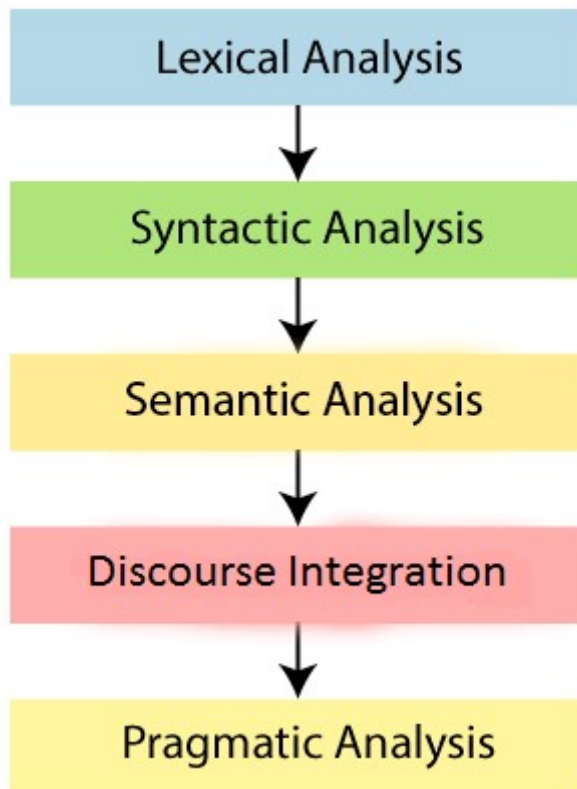 Lexical Analysis
Syntactic Analysis
Semantic Analysis
Discourse Integration
Pragmatic Analysis